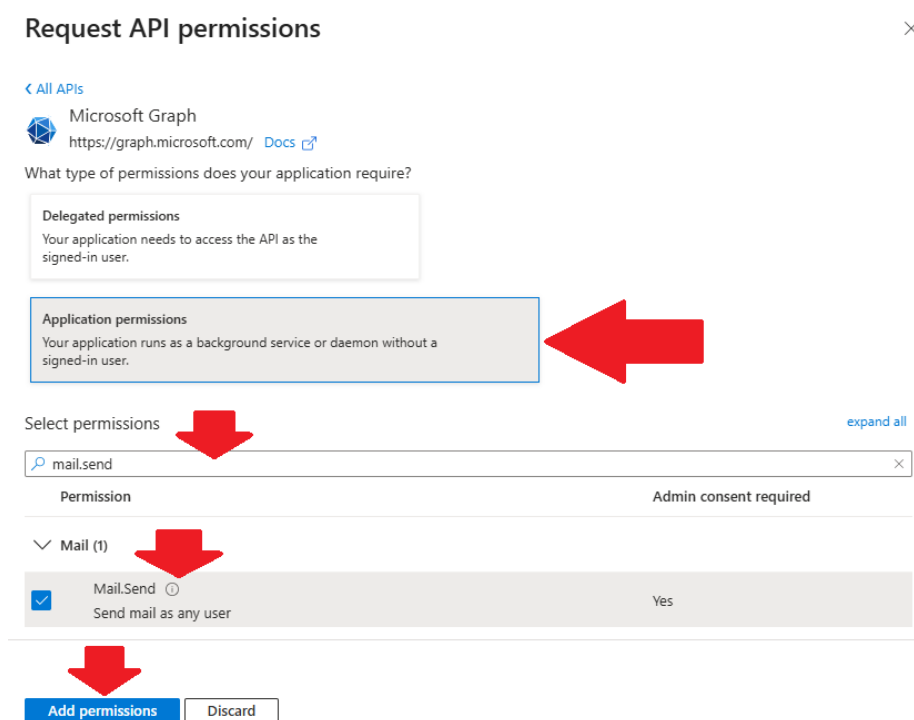 Request API permissions
All APIs
Microsoft Graph
https://graph.microsoft.com/ Docs
What type of permissions does your application require?
Delegated permissions
Your application needs to access the API as the
signed-in user.
Application permissions
Your application runs as a background service or daemon without a
signed-in user.
Select permissions expand all
mail.send
Permission Admin consent required
Mail (1)
Mail.Send
Send mail as any user
Yes
Add permissions Discard